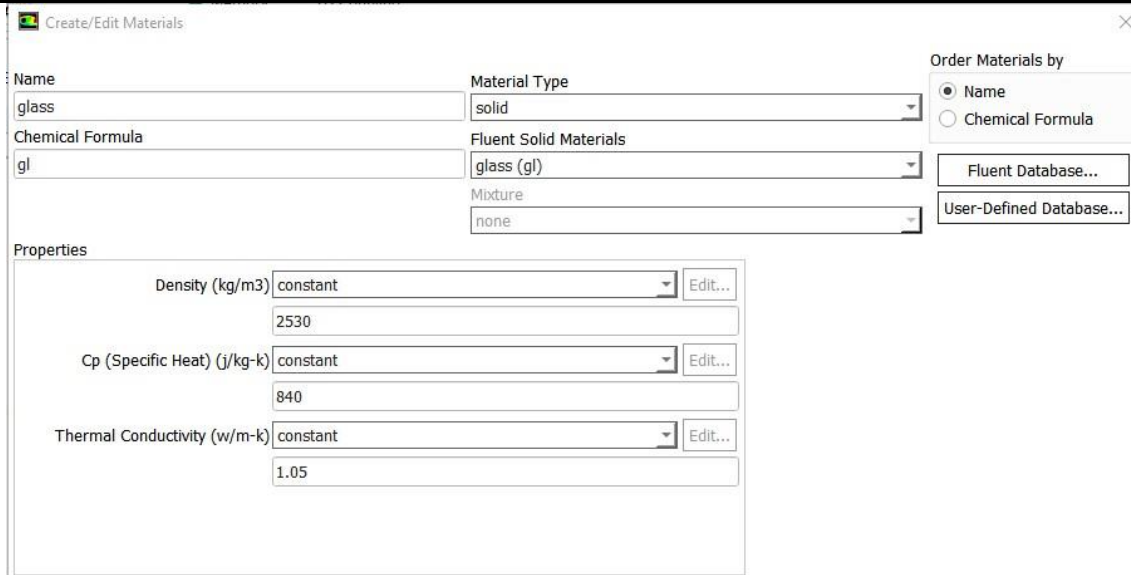 Create/Edit Materials
Name
Material Type
Order Materials by
glass
solid
Name
Chemical Formula
Chemical Formula
Fluent Solid Materials
gl
glass (gl)
Fluent Database...
Mixture
User-Defined Database...
none
Properties
Density (kg/m3) constant Edit...
2530
Cp (Specific Heat) (j/kg-k) constant Edit...
840
Thermal Conductivity (w/m-k) constant Edit...
1.05